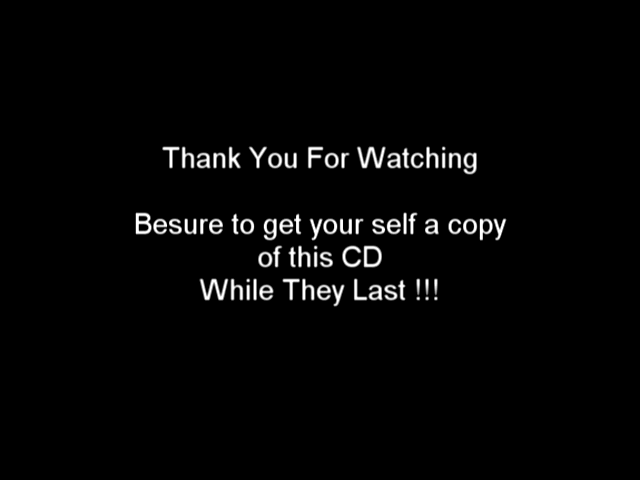 Thank You For Watching
Besure to get your self a copy
of this CD
While They Last !!!